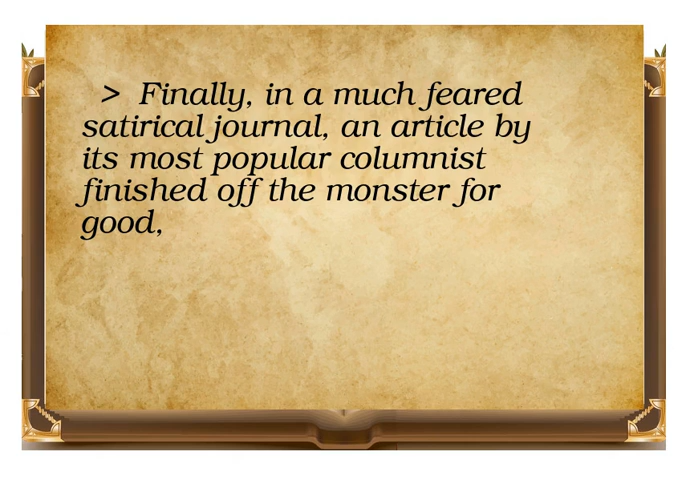 > Finally, in a much feared
satirical journal, an article by
its most popular columnist
finished off the monster for
good,